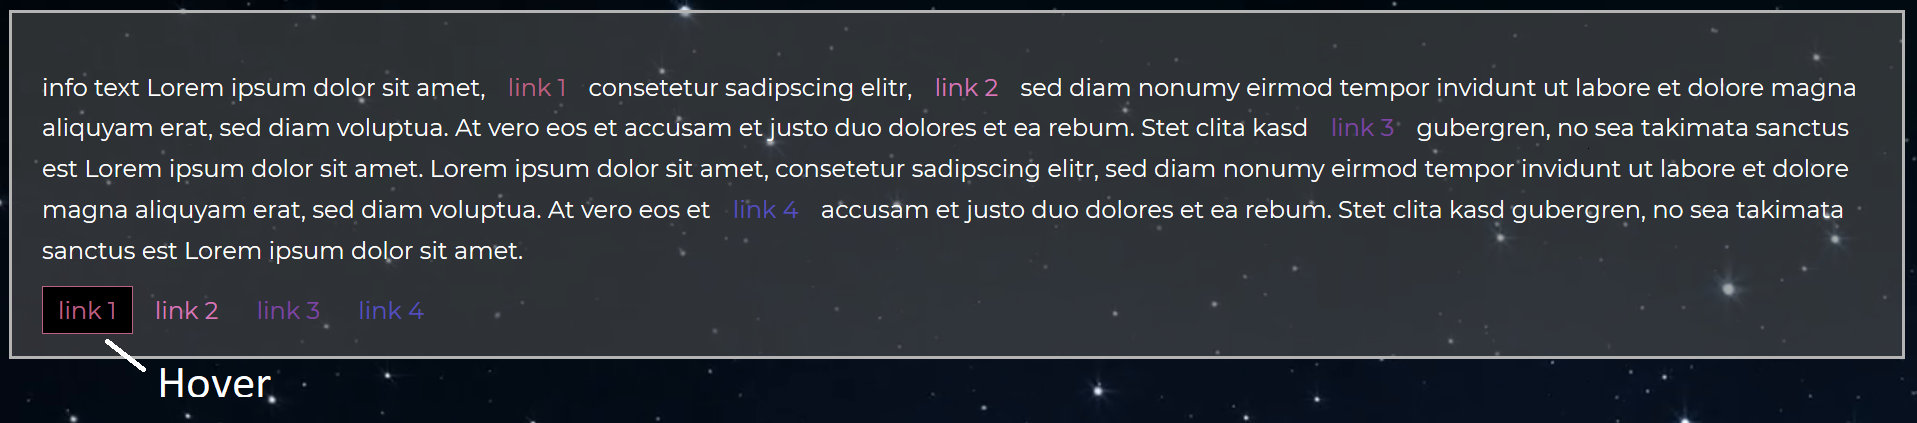 info text Lorem ipsum dolor sit amet, link 1 consetetur sadipscing elitr, link 2 sed diam nonumy eirmod tempor invidunt ut labore et dolore magna
aliquyam erat, sed diam voluptua. At vero eos et accusam et justo duo dolores et ea rebum. Stet clita kasd link 3 gubergren, no sea takimata sanctus
est Lorem ipsum dolor sit amet. Lorem ipsum dolor sit amet, consetetur sadipscing elitr, sed diam nonumy eirmod tempor invidunt ut labore et dolore
magna aliquyam erat, sed diam voluptua. At vero eos et link 4 accusam et justo duo dolores et ea rebum. Stet clita kasd gubergren, no sea takimata
sanctus est Lorem ipsum dolor sit amet.
link 1 link 2 link 3 link 4
Hover